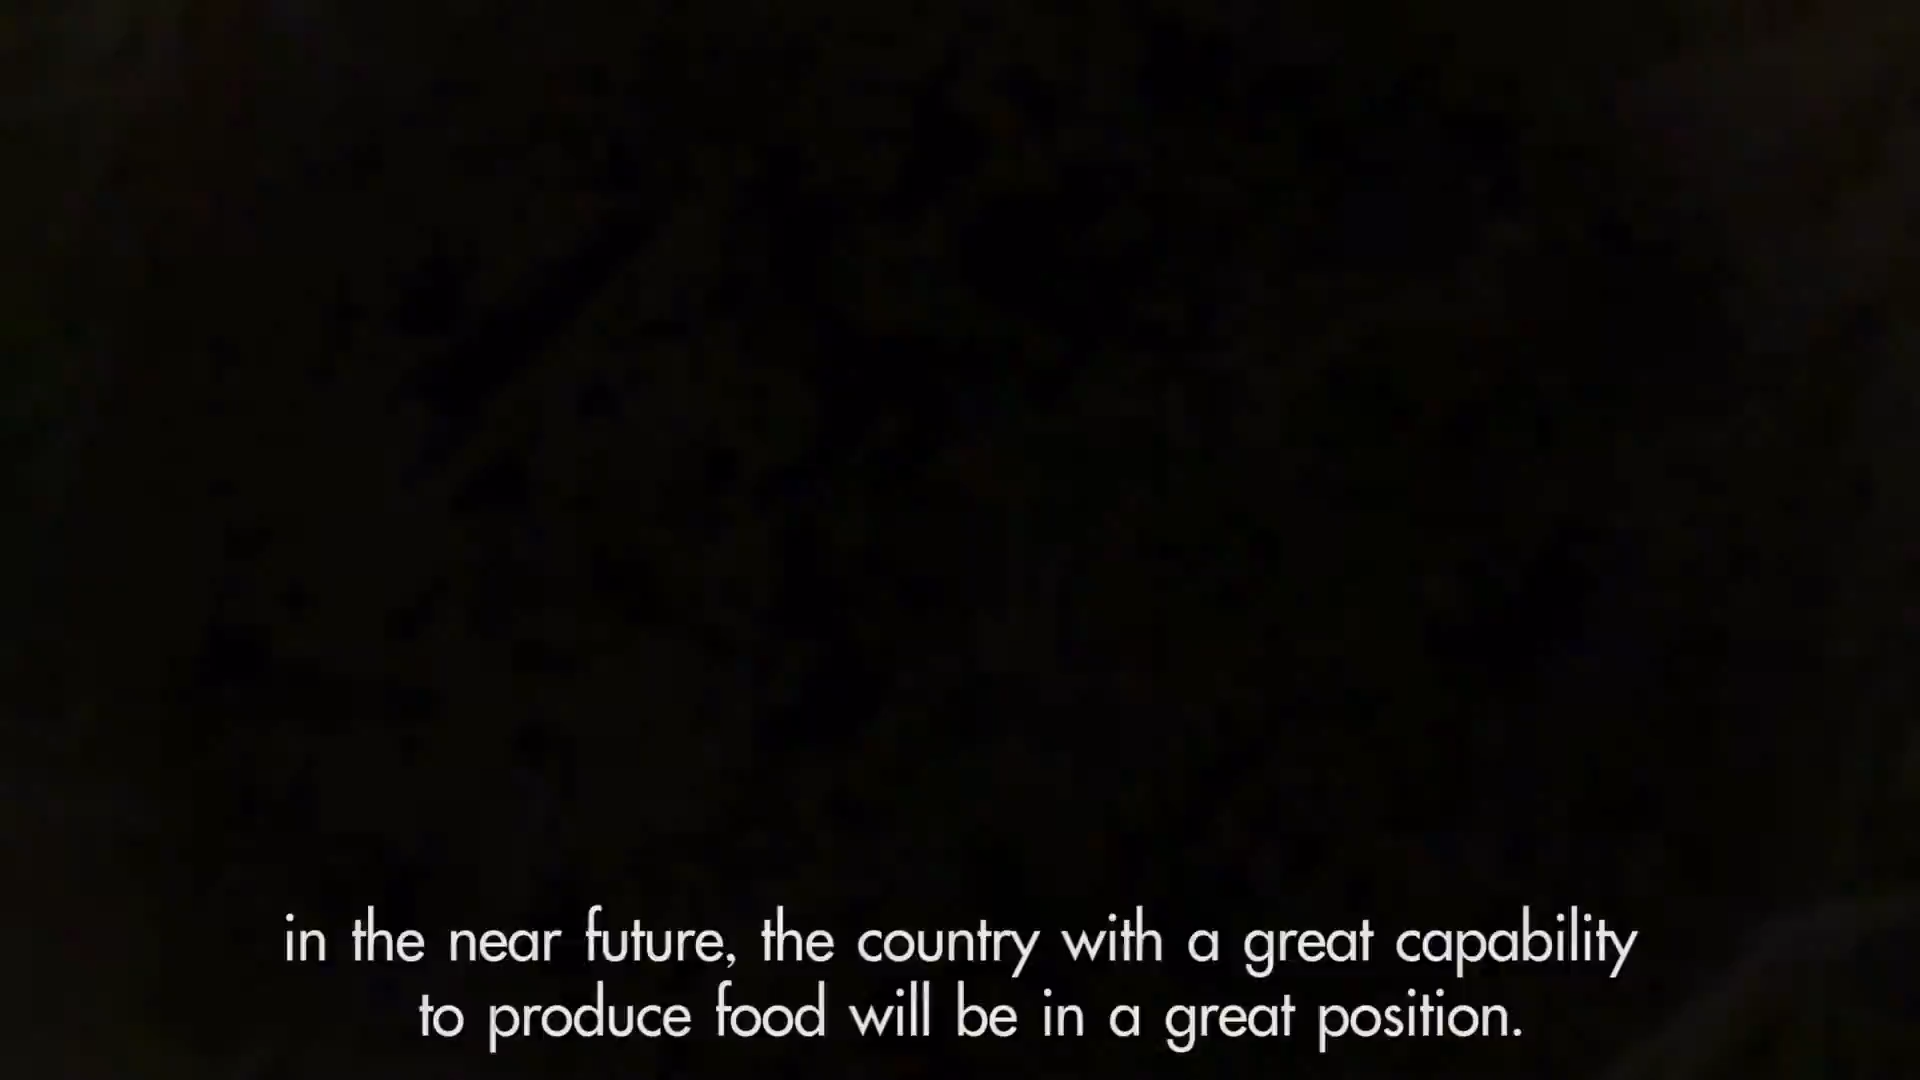 in the near future, the country with a great capability
to produce food will be in a great position.